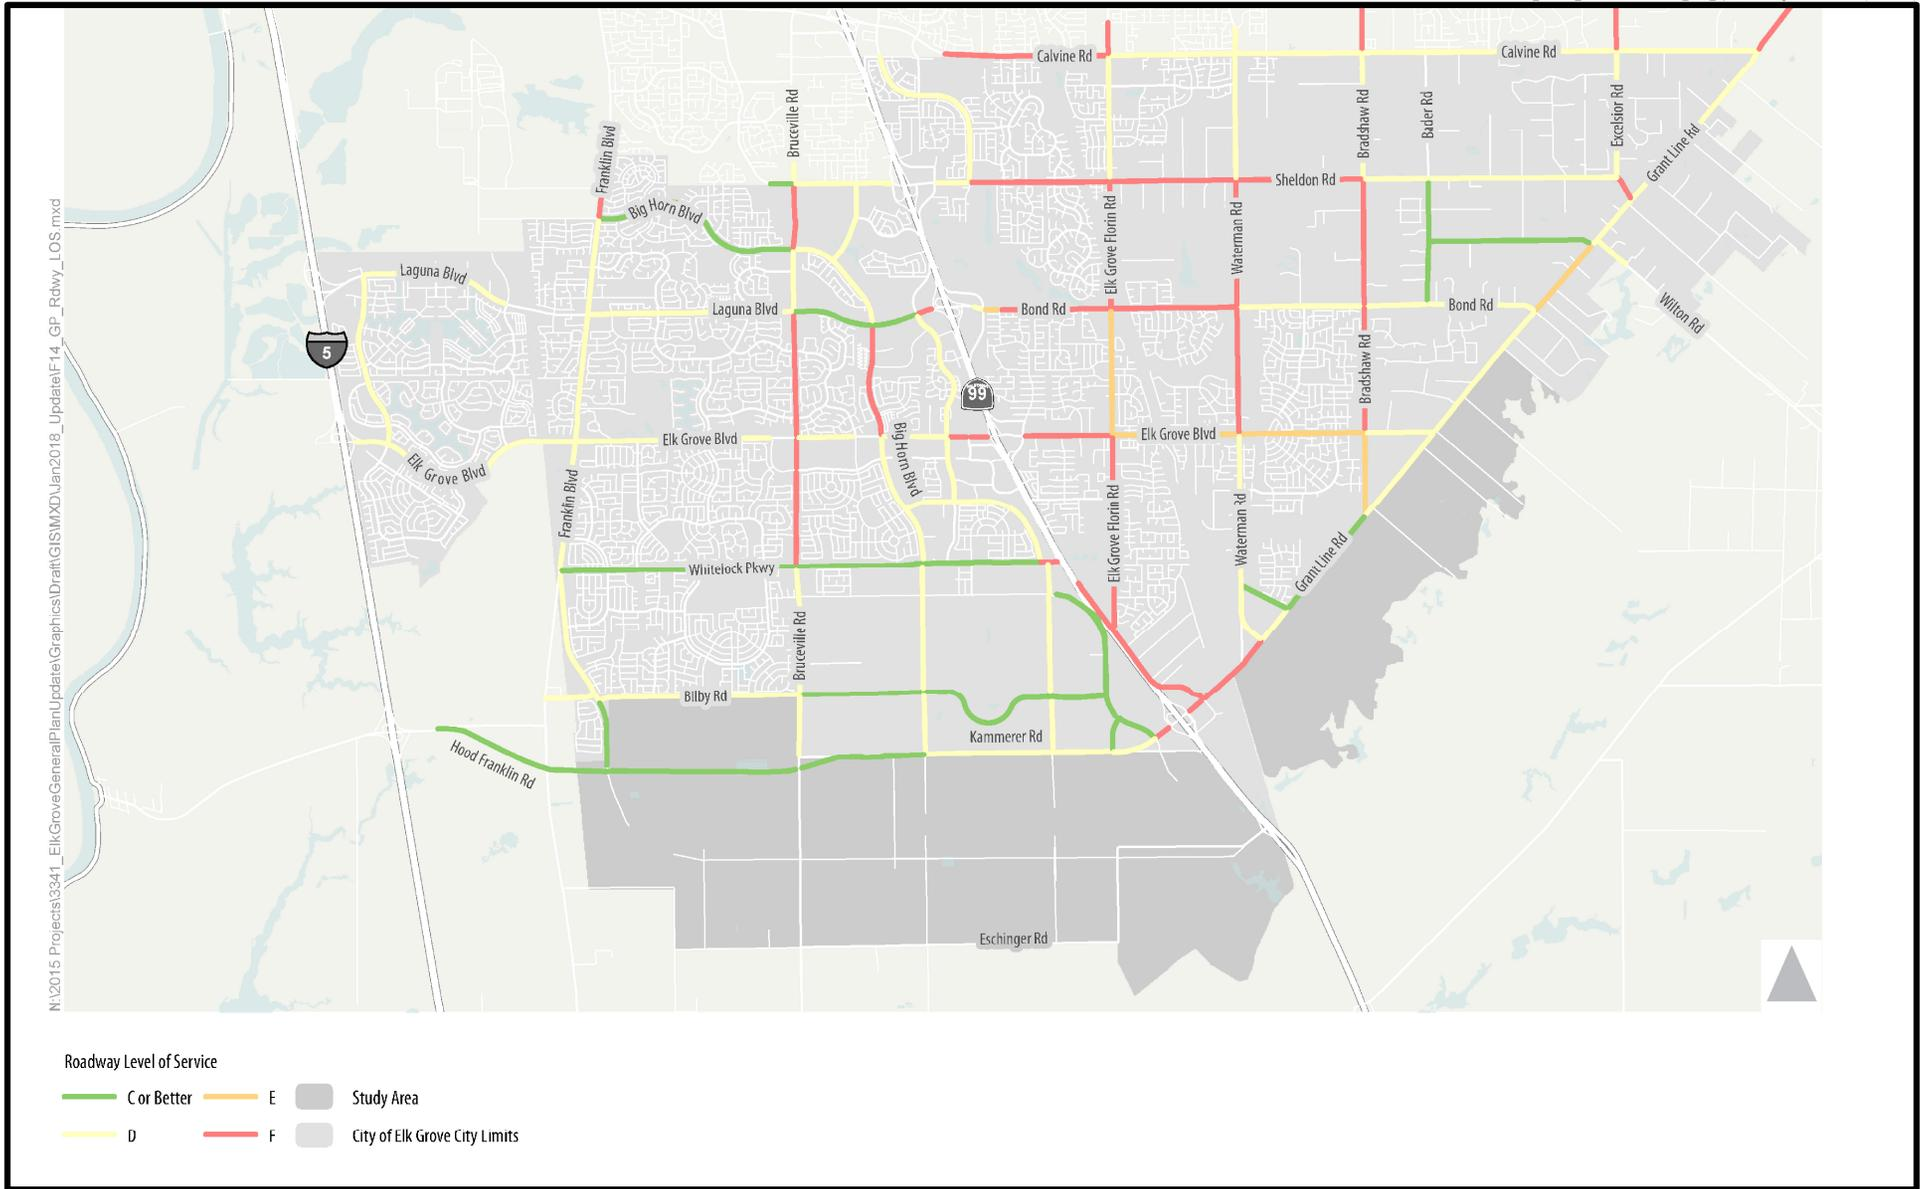 Calvine Rd
Calvine Rd
Bruceville Rd
Bradshaw Rd
Bader Rd
Excelsior Rd
Franklin Blvd
Grant Line Rd
Sheldon Rd
Big Horn Blvd
Elk Grove Florin Rd
Waterman Rd
Laguna Blvd
Laguna Blvd
Bond Rd
Bond Rd
Wilton Rd
5
99
Bradshaw Rd
Elk Grove Blvd
Elk Grove Blvd
Elk Grove Blvd
Big Horn Blvd
Franklin Blvd
Elk Grove Florin Rd
Waterman Rd
Grant Line Rd
Whitelock Pkwy
Bruceville Rd
Bilby Rd
Kammerer Rd
Hood Franklin Rd
Eschinger Rd
N:\2015 Projects\3341_ElkGroveGeneralPlanUpdate\Graphics\Draft\GIS\MXD\Jan2018_Update\F14_GP_Rdwy_LOS.mxd
Roadway Level of Service
C or Better
E
Study Area
D
F
City of Elk Grove City Limits